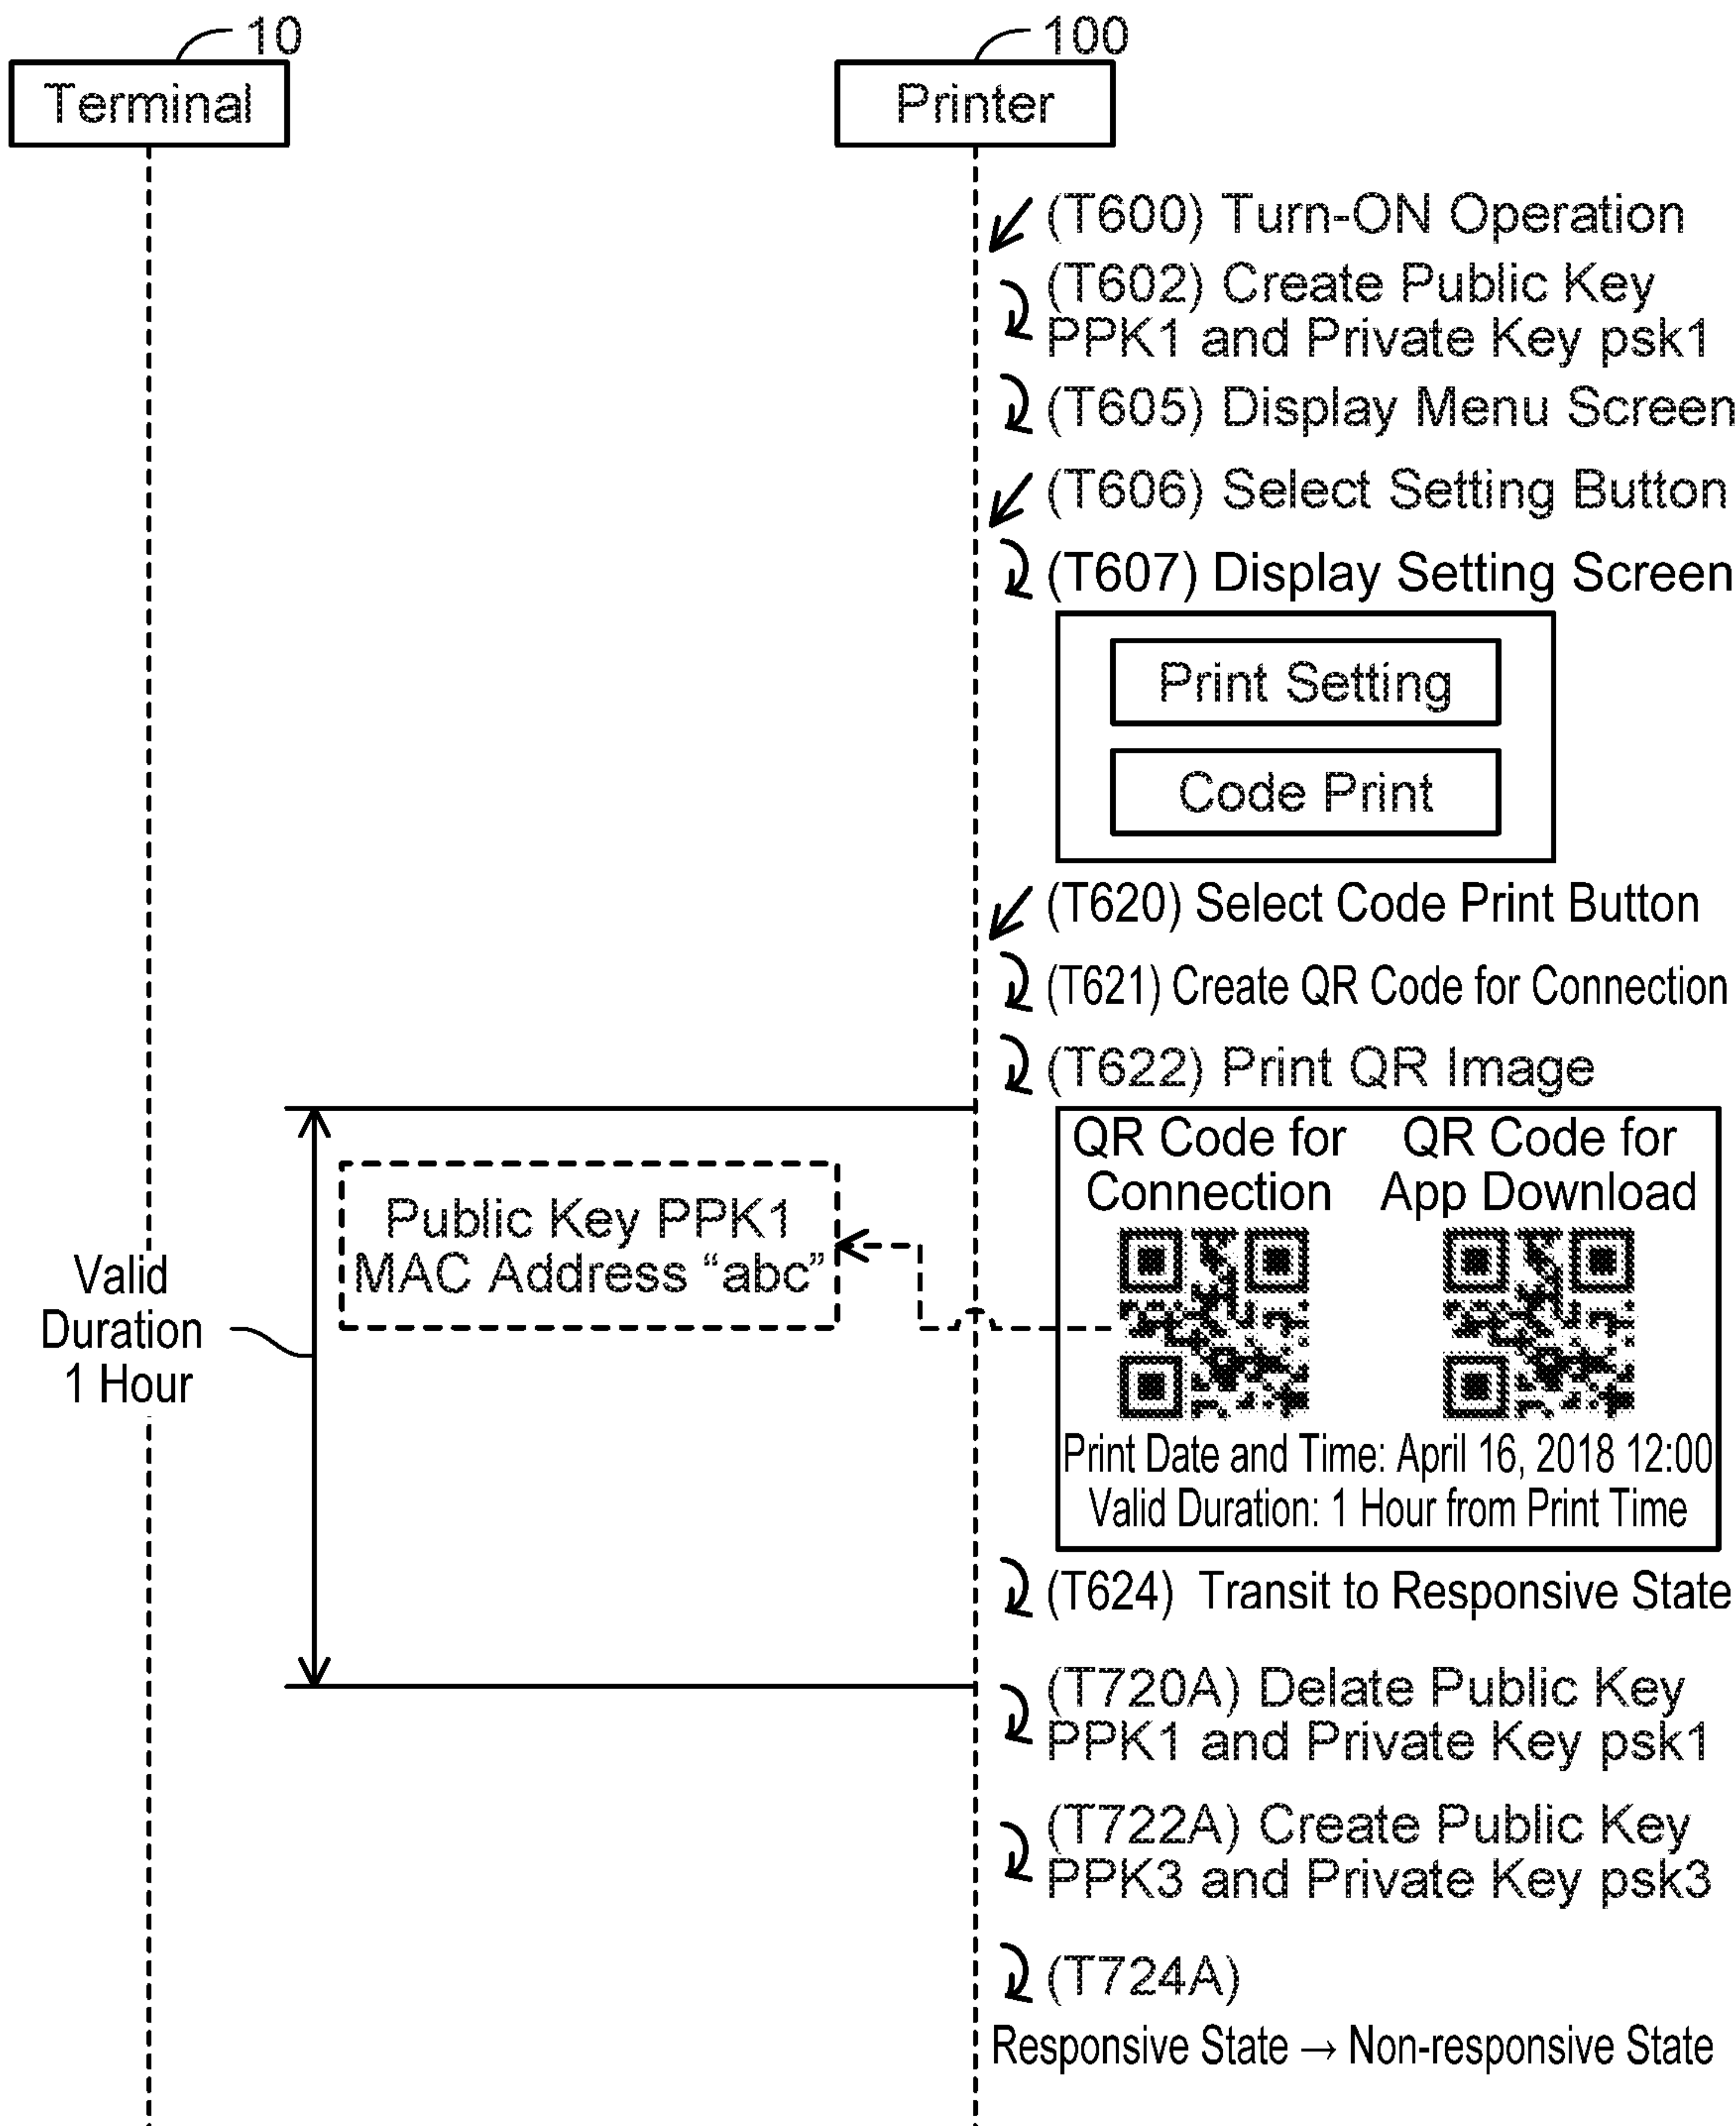 10
100
Terminal
Printer
(T600) Turn-ON Operation
(T602) Create Public Key
PPK1 and Private Key psk1
(T605) Display Menu Screen
(T606) Select Setting Button
(T607) Display Setting Screen
Print Setting
Code Print
(T620) Select Code Print Button
(T621) Create QR Code for Connection
(T622) Print QR Image
QR Code for
Connection
QR Code for
App Download
Public Key PPK1
MAC Address “abc”
Valid
Duration
1 Hour
Print Date and Time: April 16, 2018 12:00
Valid Duration: 1 Hour from Print Time
(T624) Transit to Responsive State
(T720A) Delate Public Key
PPK1 and Private Key psk1
(T722A) Create Public Key
PPK3 and Private Key psk3
(T724A)
Responsive State → Non-responsive State